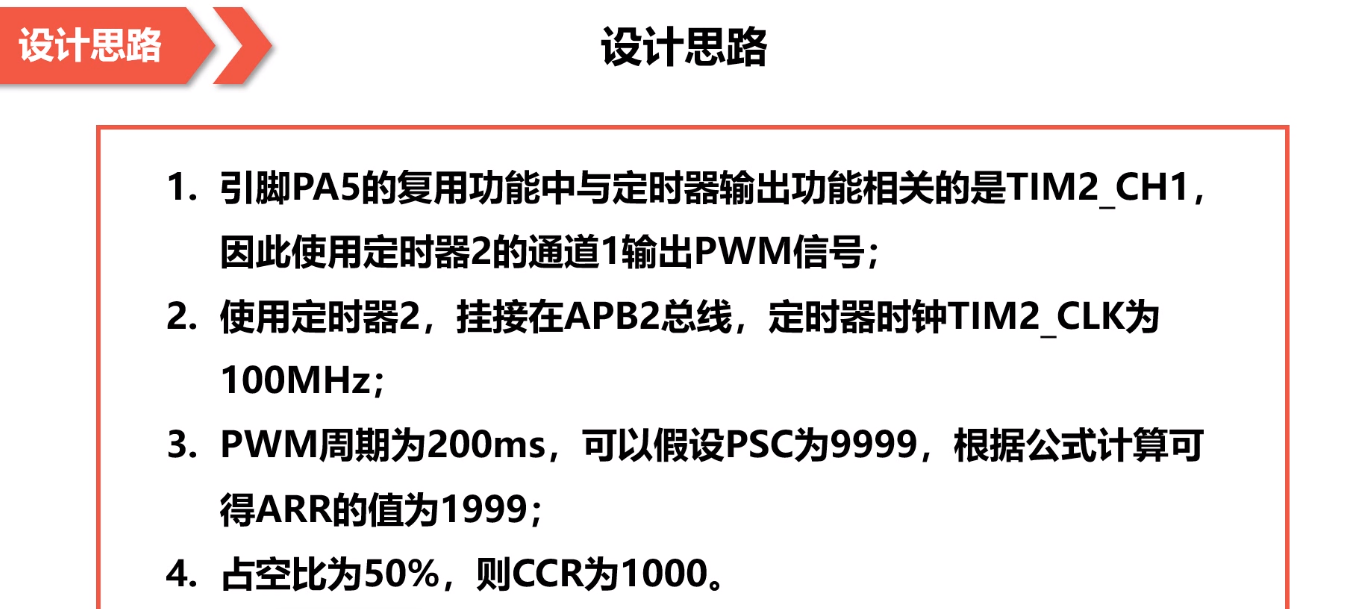 设计思路
设计思路
1. 引脚PA5的复用功能中与定时器输出功能相关的是TIM2_CH1，
因此使用定时器2的通道1输出PWM信号；
2. 使用定时器2，挂接在APB2总线，定时器时钟TIM2_CLK为
100MHz；
3. PWM周期为200ms，可以假设PSC为9999，根据公式计算可
得ARR的值为1999；
4. 占空比为50%，则CCR为1000。